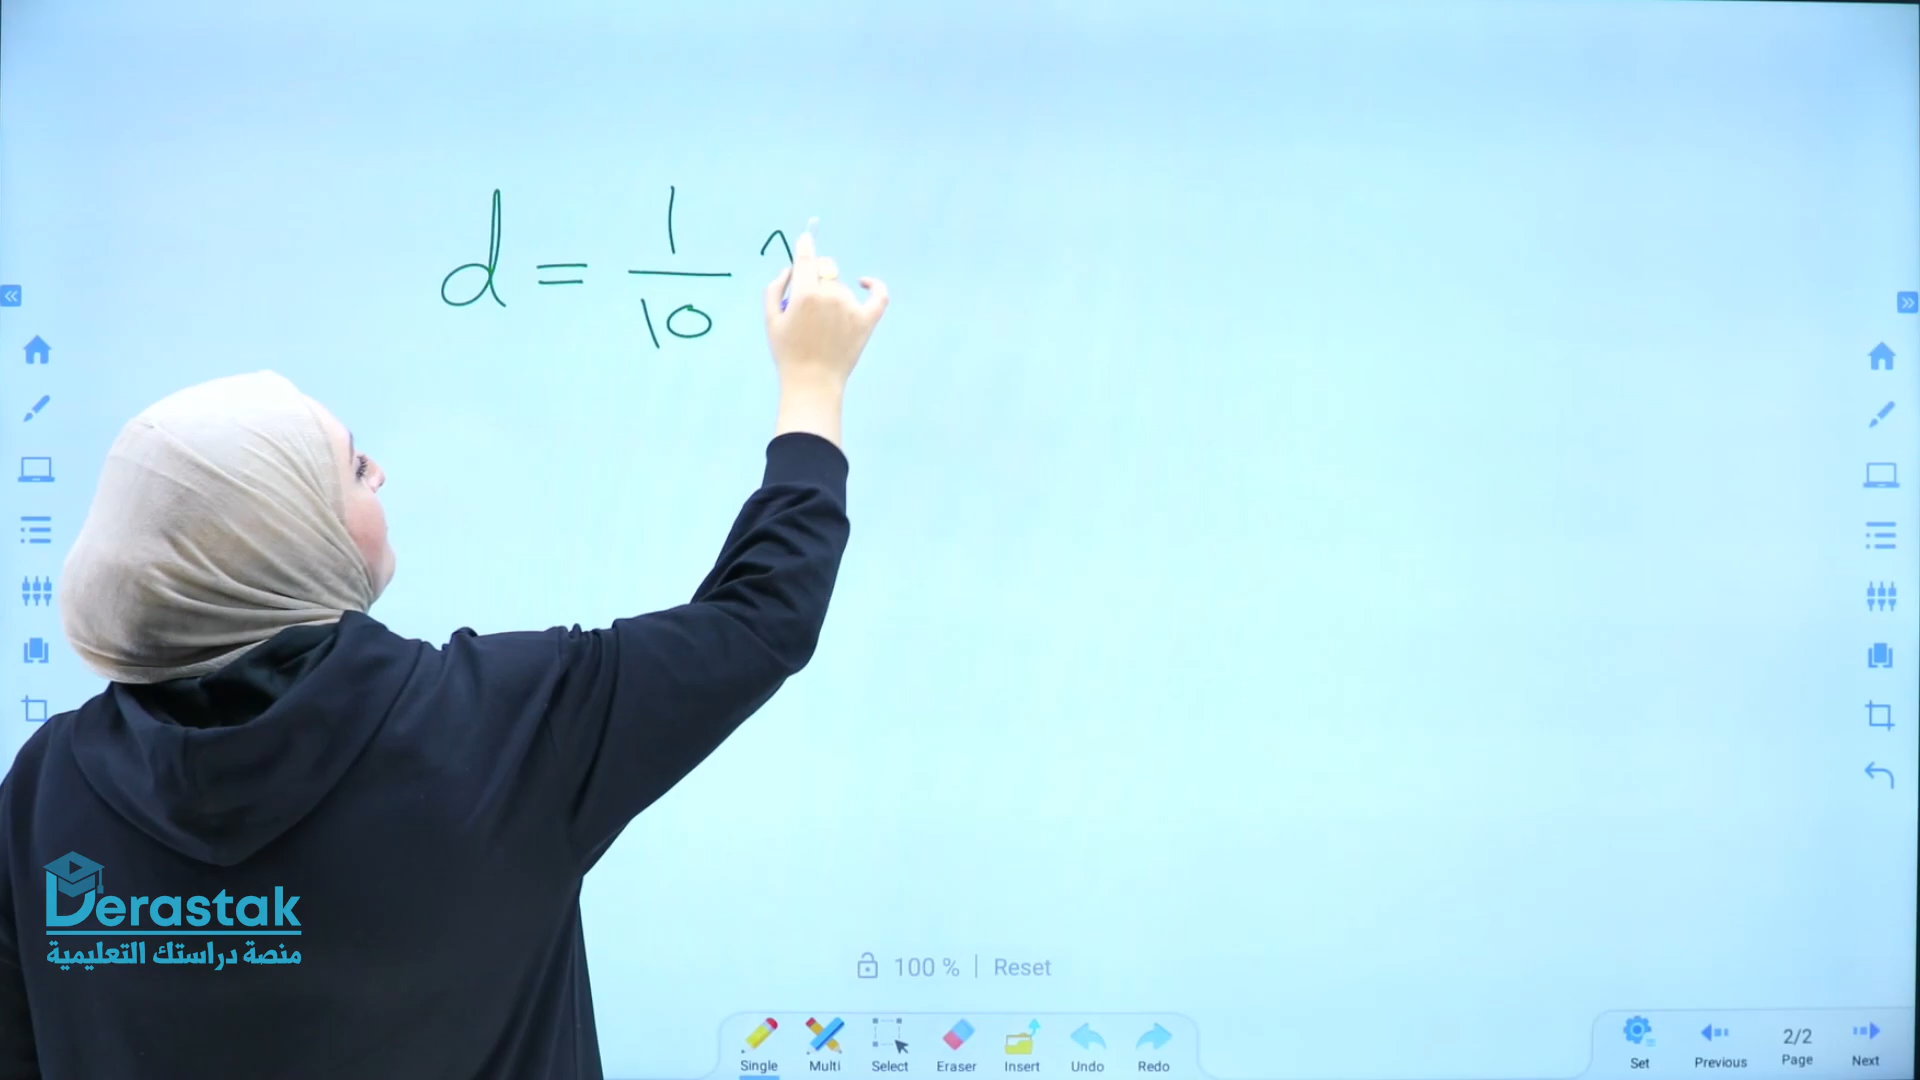 d = 1/10
Derastak
منصة دراستك التعليمية
100 % | Reset
Single Multi Select Eraser Insert Undo Redo
Set Previous 2/2 Page Next